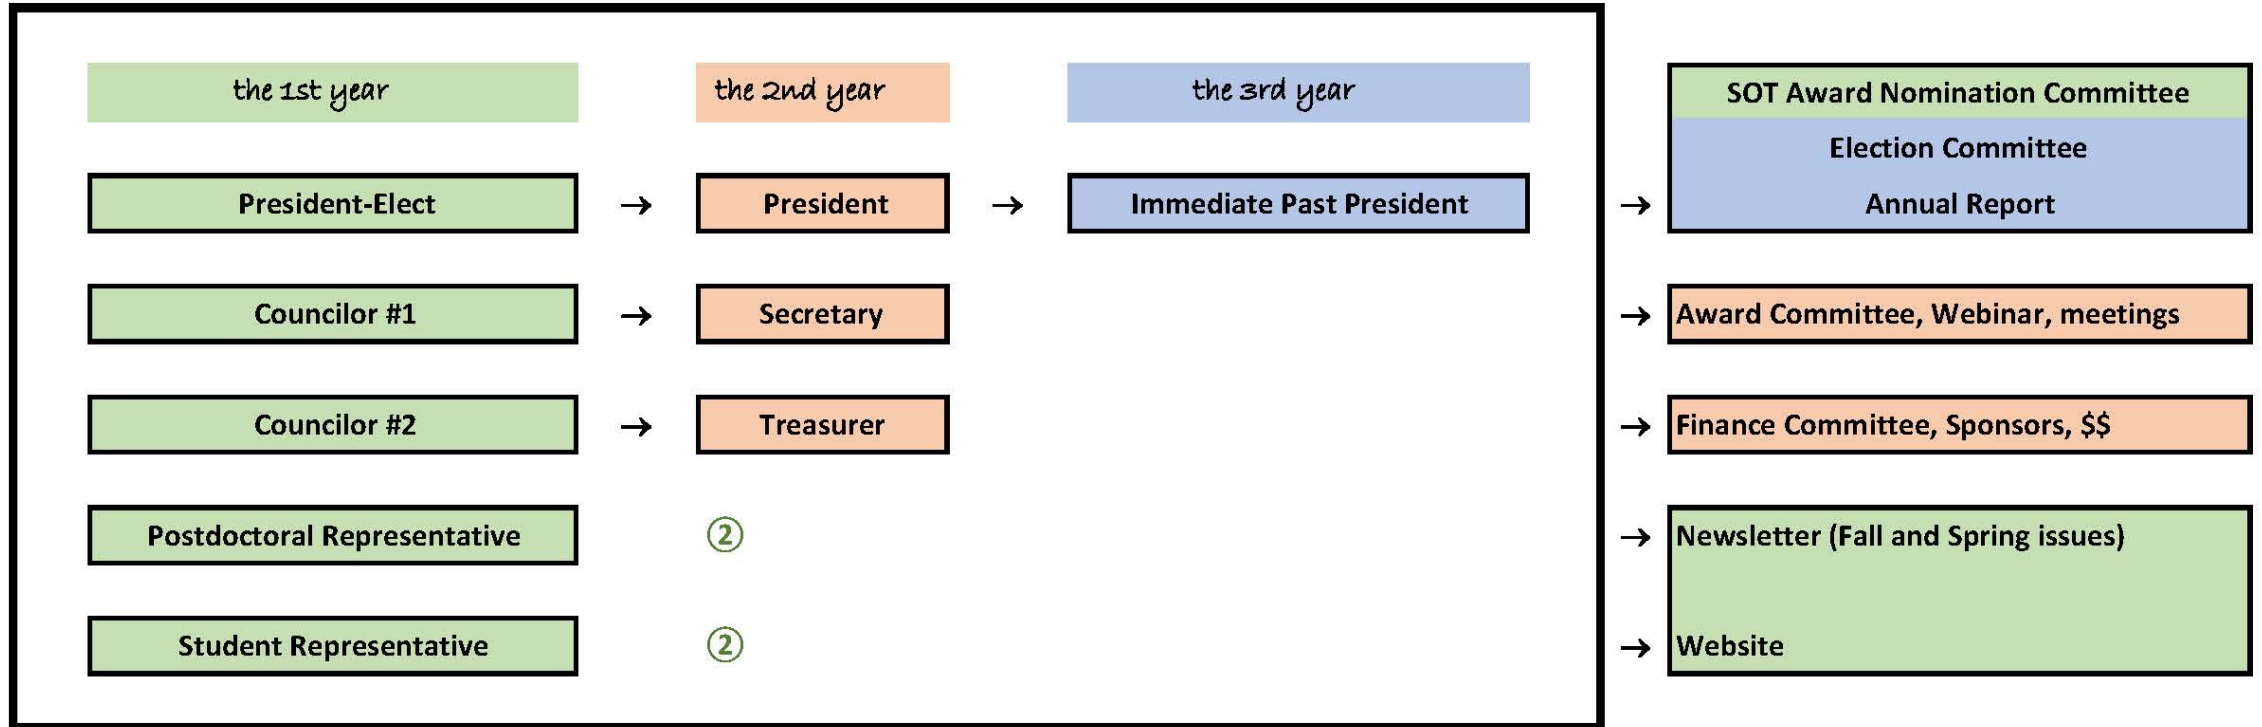 the 1st year
the 2nd year
the 3rd year
SOT Award Nomination Committee
Election Committee
President-Elect
→
President
→
Immediate Past President
→
Annual Report
Councilor #1
→
Secretary
→
Award Committee, Webinar, meetings
Councilor #2
→
Treasurer
→
Finance Committee, Sponsors, $$
Postdoctoral Representative
②
→
Newsletter (Fall and Spring issues)
Student Representative
②
→
Website